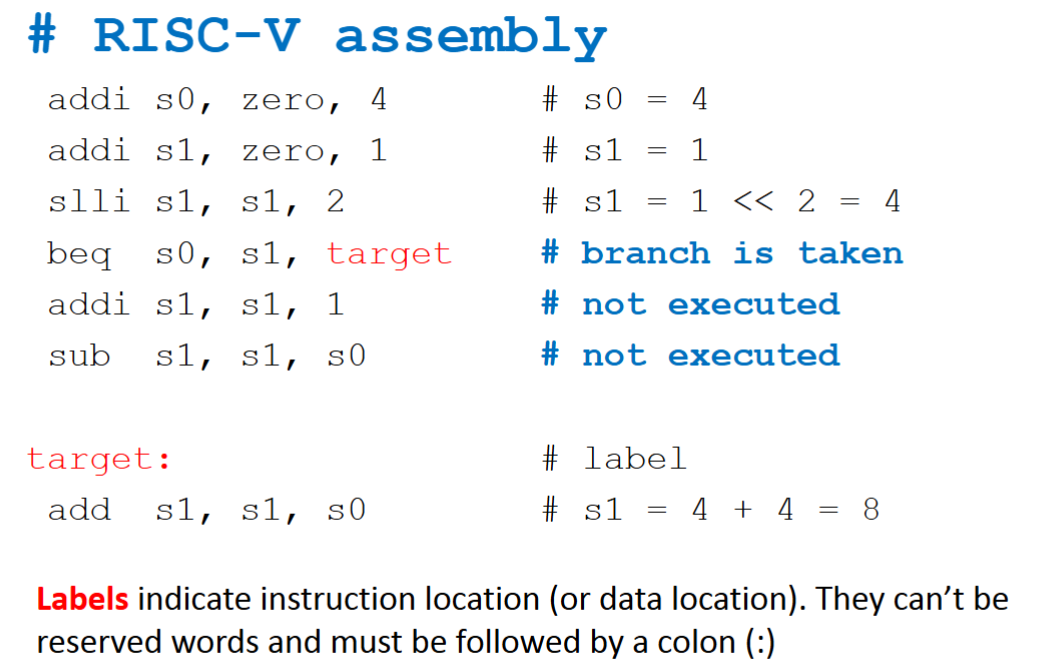 # RISC-V assembly
addi s0, zero, 4 # s0 = 4
addi s1, zero, 1 # s1 = 1
slli s1, s1, 2 # s1 = 1 << 2 = 4
beq s0, s1, target # branch is taken
addi s1, s1, 1 # not executed
sub s1, s1, s0 # not executed
target: # label
add s1, s1, s0 # s1 = 4 + 4 = 8
Labels indicate instruction location (or data location). They can’t be
reserved words and must be followed by a colon (:)